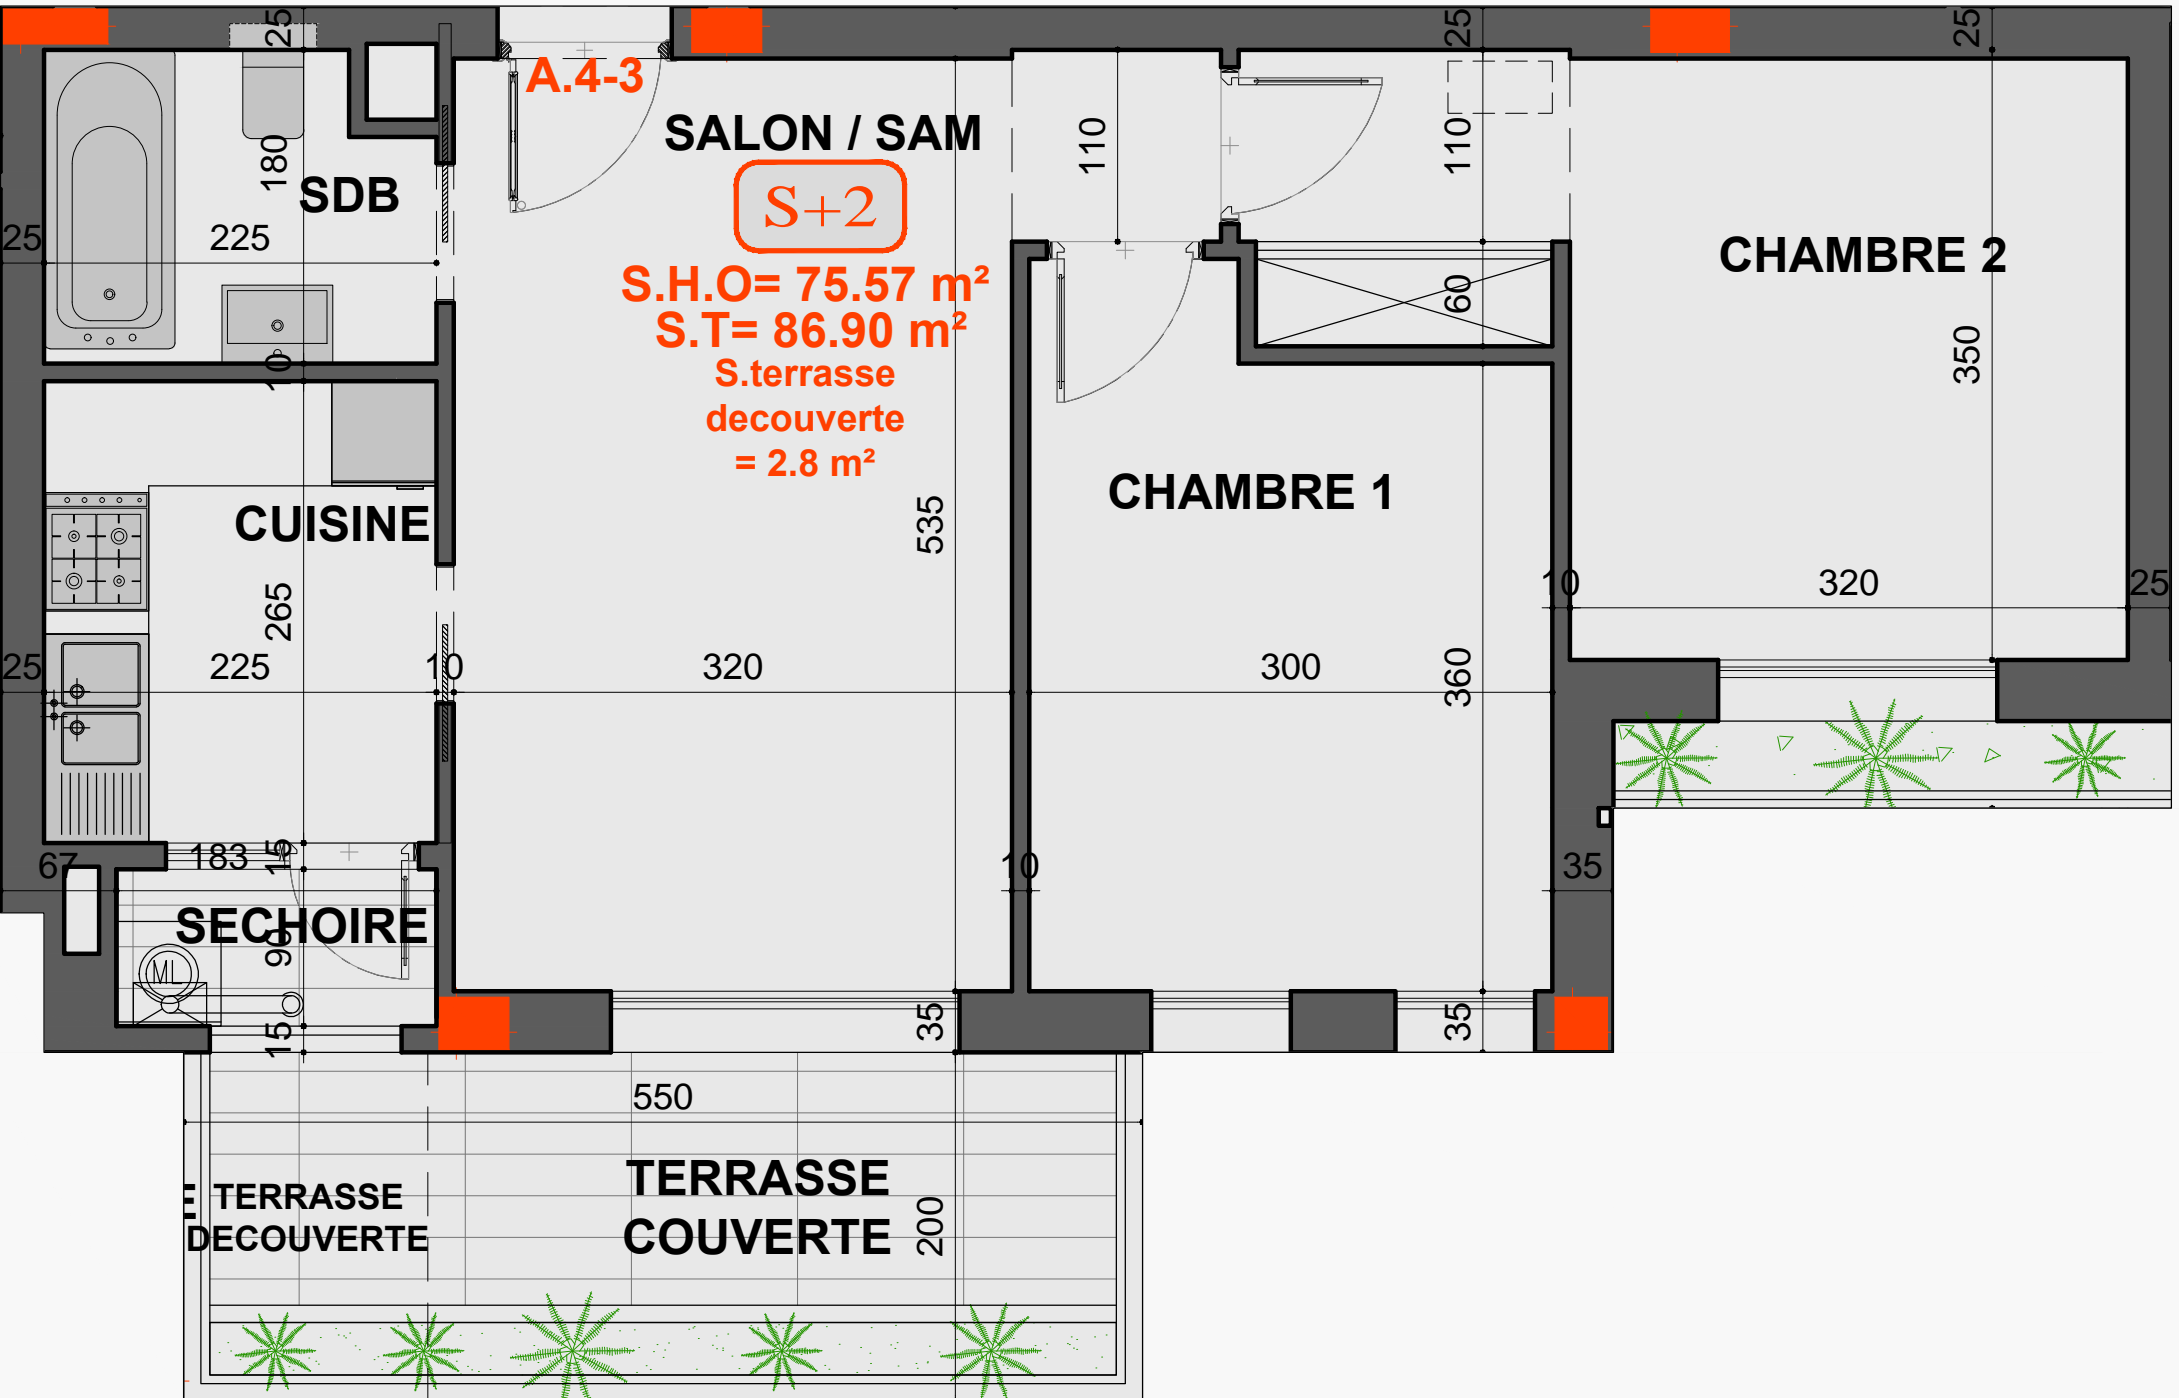 25
25
25
A.4-3
SALON / SAM
110
110
180
SDB
S+2
25
225
CHAMBRE 2
S.H.O= 75.57 m²
60
S.T= 86.90 m²
350
10
S.terrasse
decouverte
= 2.8 m²
CHAMBRE 1
CUISINE
535
265
10
320
25
25
225
10
320
300
360
67
183
15
10
35
SECHOIRE
90
ML
15
35
35
550
TERRASSE
COUVERTE
E
TERRASSE
DECOUVERTE
200